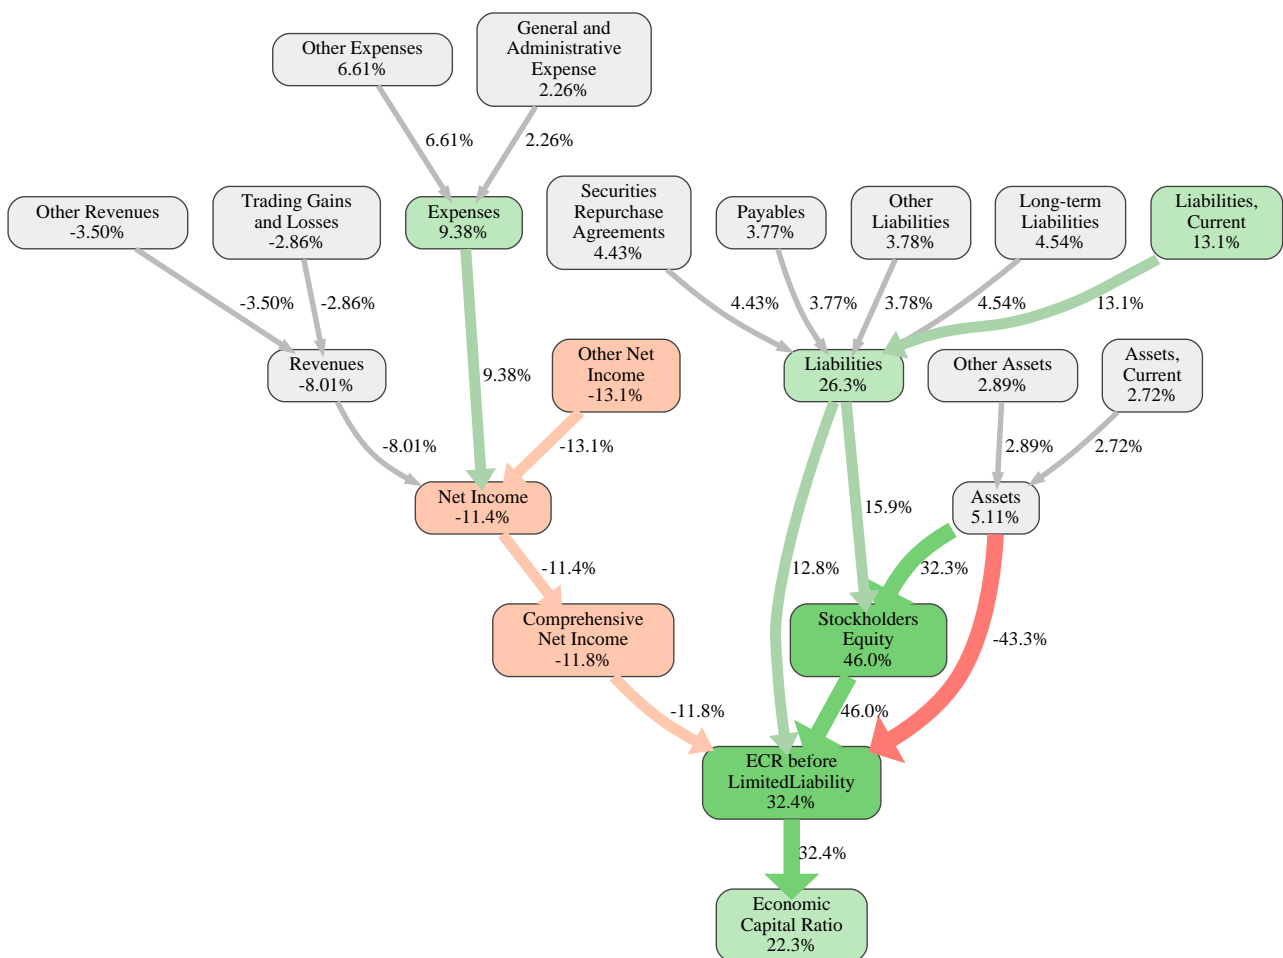 Other Expenses
6.61%
General and
Administrative
Expense
2.26%
6.61%
2.26%
Other Revenues
-3.50%
Trading Gains
and Losses
-2.86%
Expenses
9.38%
Securities
Repurchase
Agreements
4.43%
Payables
3.77%
Other
Liabilities
3.78%
Long-term
Liabilities
4.54%
Liabilities,
Current
13.1%
-3.50%
-2.86%
4.43%
3.77%
3.78%
4.54%
13.1%
Revenues
-8.01%
9.38%
Other Net
Income
-13.1%
Liabilities
26.3%
Other Assets
2.89%
Assets,
Current
2.72%
-8.01%
-13.1%
2.89%
2.72%
Net Income
-11.4%
15.9%
Assets
5.11%
-11.4%
12.8%
32.3%
Comprehensive
Net Income
-11.8%
Stockholders
Equity
46.0%
-43.3%
-11.8%
46.0%
ECR before
LimitedLiability
32.4%
32.4%
Economic
Capital Ratio
22.3%